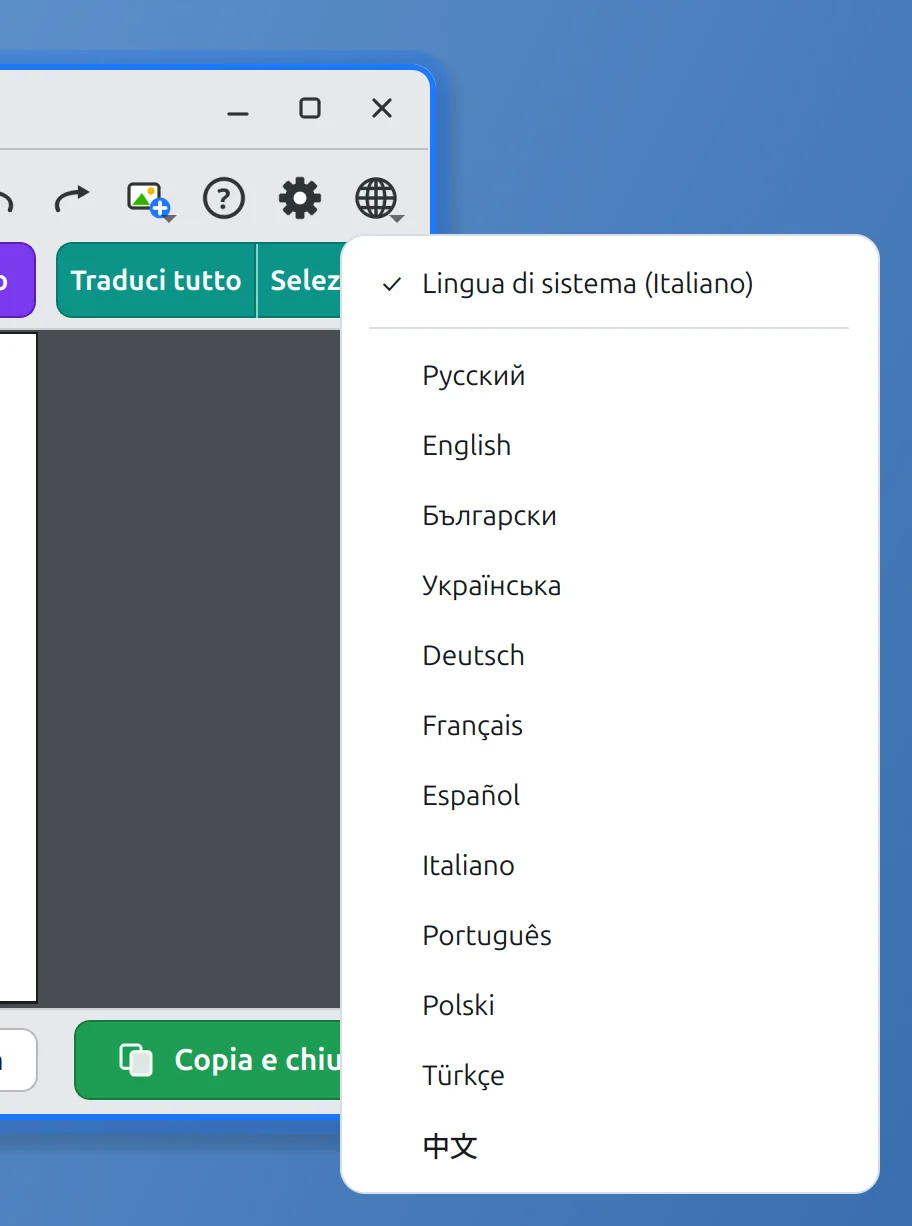 ?
Traduci tutto
Selez
Lingua di sistema (Italiano)
Русский
English
Български
Українська
Deutsch
Français
Español
Italiano
Português
Polski
Türkçe
中文
Copia e chiu